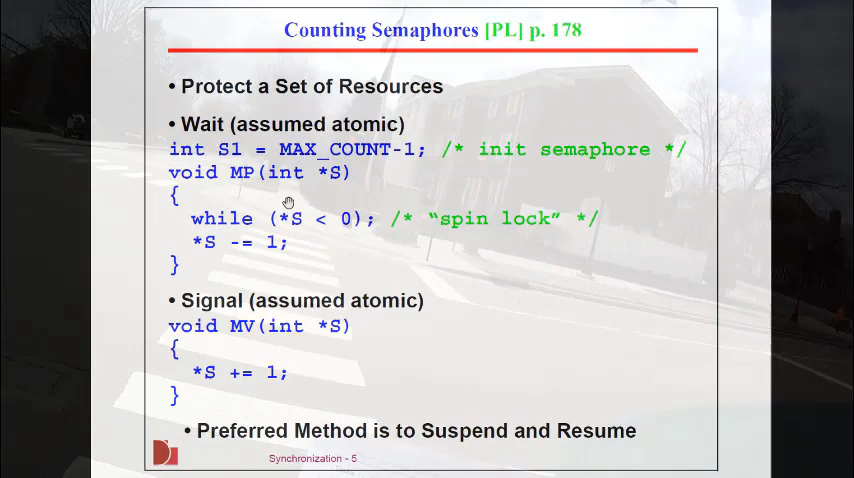 Counting Semaphores [PL] p. 178
• Protect a Set of Resources
• Wait (assumed atomic)
int S1 = MAX_COUNT-1; /* init semaphore */
void MP(int *S)
{
while (*S < 0); /* “spin lock” */
*S -= 1;
}
• Signal (assumed atomic)
void MV(int *S)
{
*S += 1;
}
• Preferred Method is to Suspend and Resume
Synchronization - 5